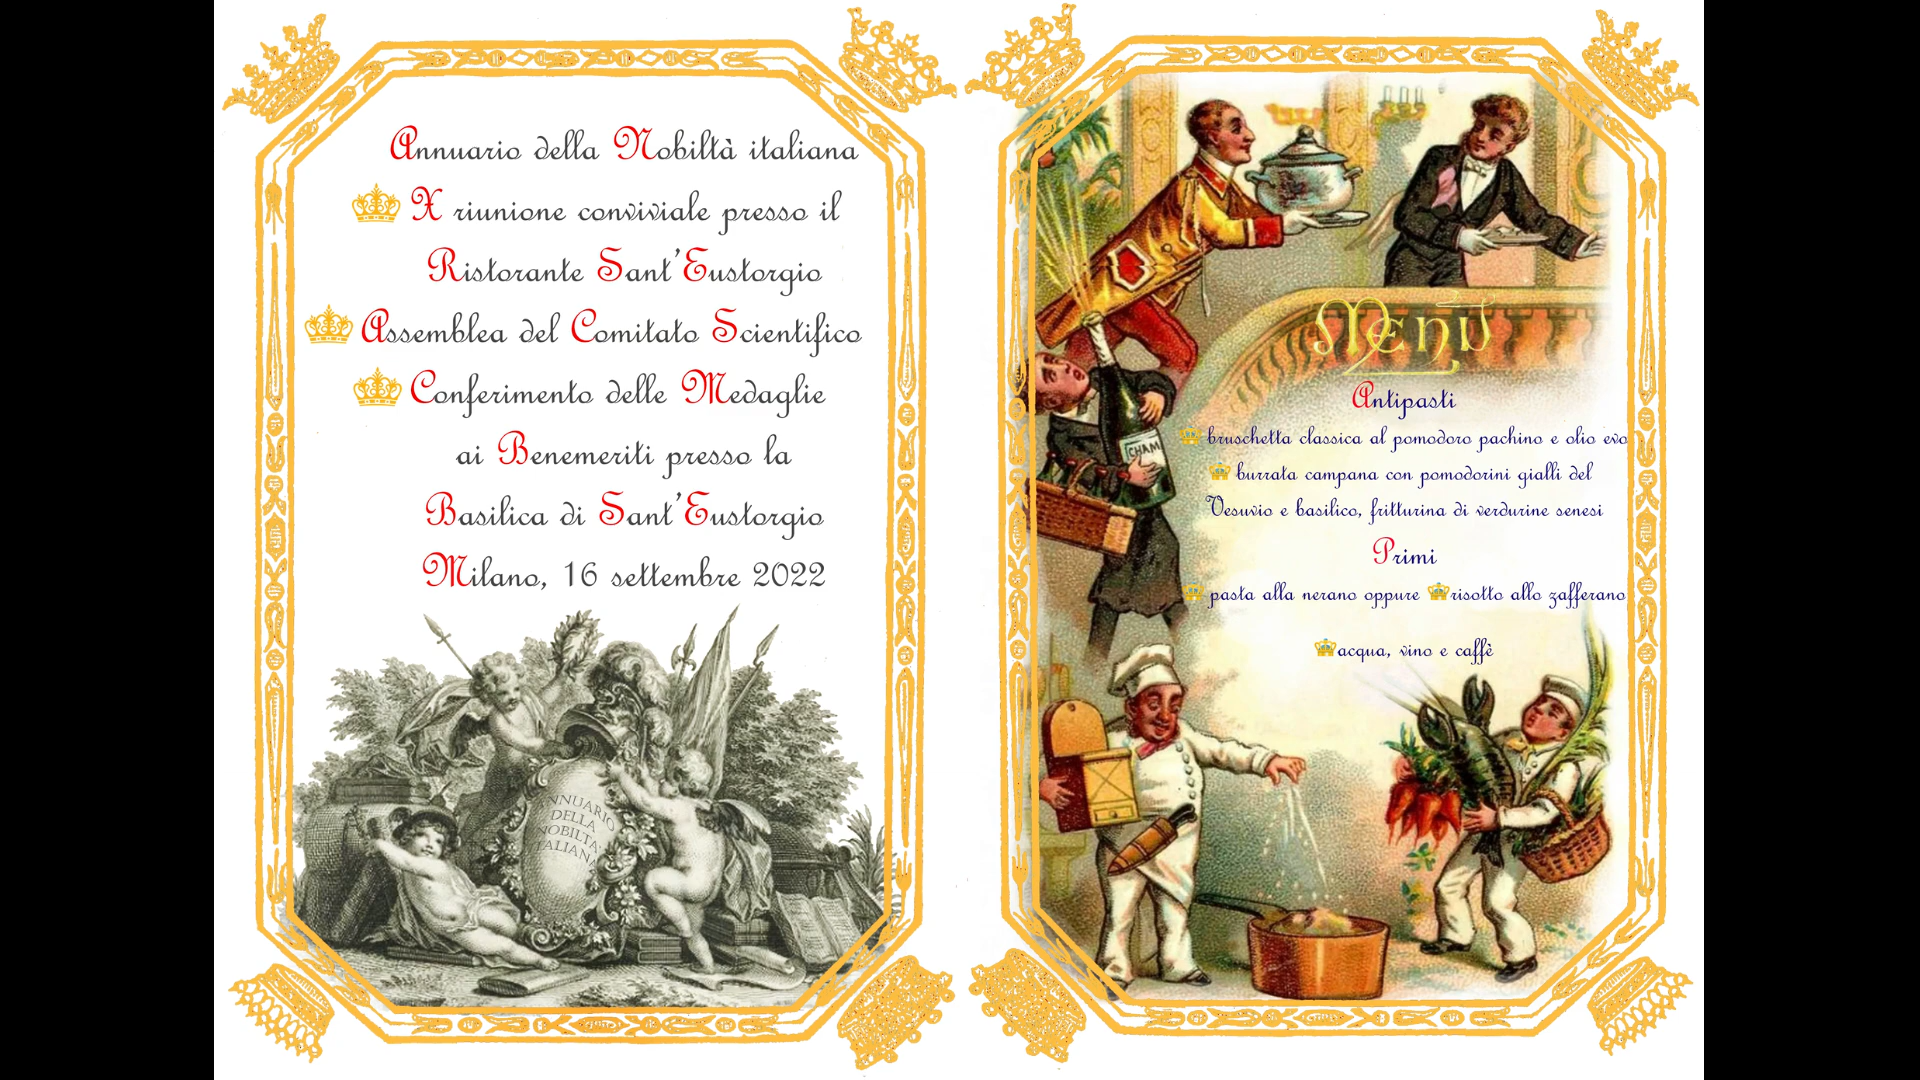 Annuario della Nobiltà italiana
X riunione conviviale presso il
Ristorante Sant'Eustorgio
Assemblea del Comitato Scientifico
Conferimento delle Medaglie
ai Benemeriti presso la
Basilica di Sant'Eustorgio
Milano, 16 settembre 2022
ANNUARIO
DELLA
NOBILTA'
ITALIANA
Menu
Antipasti
bruschetta classica al pomodoro pachino e olio evo
burrata campana con pomodorini gialli del
Vesuvio e basilico, fritturina di verdurine senesi
Primi
pasta alla nerano oppure risotto allo zafferano
acqua, vino e caffè
CHAM